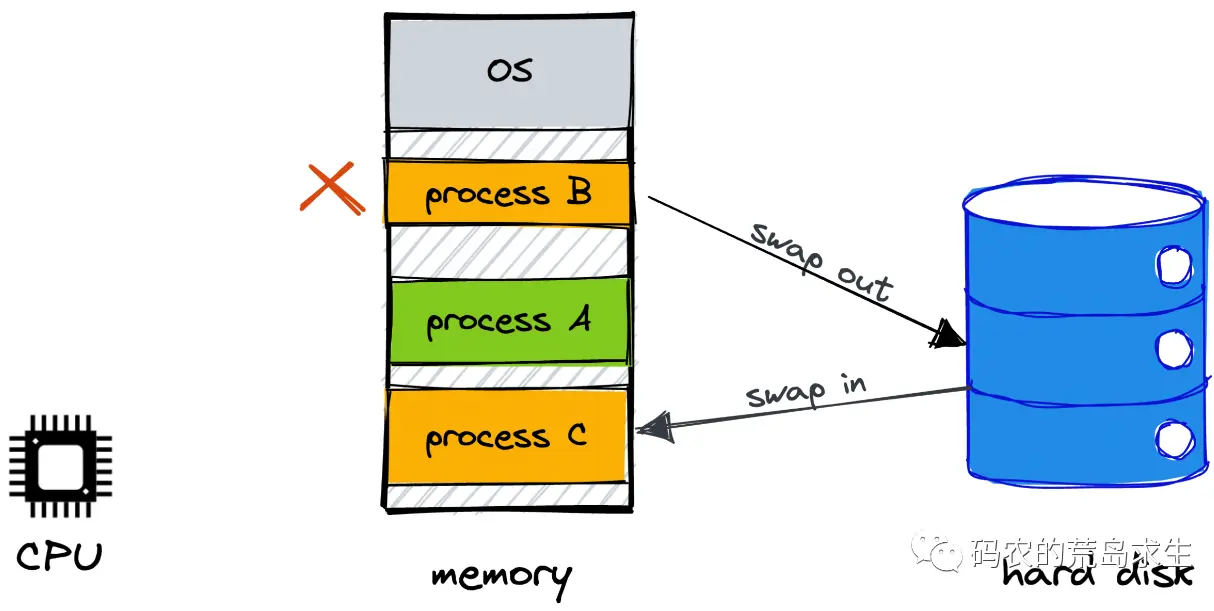 OS
process B
swap out
process A
swap in
process C
CPU
memory
码农的荒岛求生
hard disk